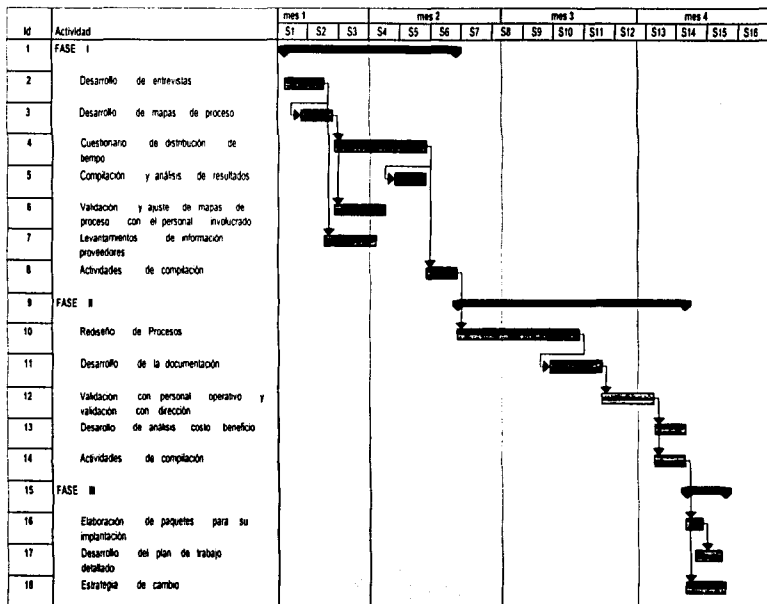 mes 1 mes 2 mes 3 mes 4
Id Actividad S1 S2 S3 S4 S5 S6 S7 S8 S9 S10 S11 S12 S13 S14 S15 S16
1 FASE I
2 Desarrollo de entrevistas
3 Desarrollo de mapas de proceso
4 Cuestionario de distribución de
tiempo
5 Compilación y análisis de resultados
6 Validación y ajuste de mapas de
proceso con el personal involucrado
7 Levantamientos de información
proveedores
8 Actividades de compilación
9 FASE II
10 Rediseño de Procesos
11 Desarrollo de la documentación
12 Validación con personal operativo y
validación con dirección
13 Desarollo de análisis costo beneficio
14 Actividades de compilación
15 FASE III
16 Elaboración de paquetes para su
implantación
17 Desarrollo del plan de trabajo
detallado
18 Estrategia de cambio